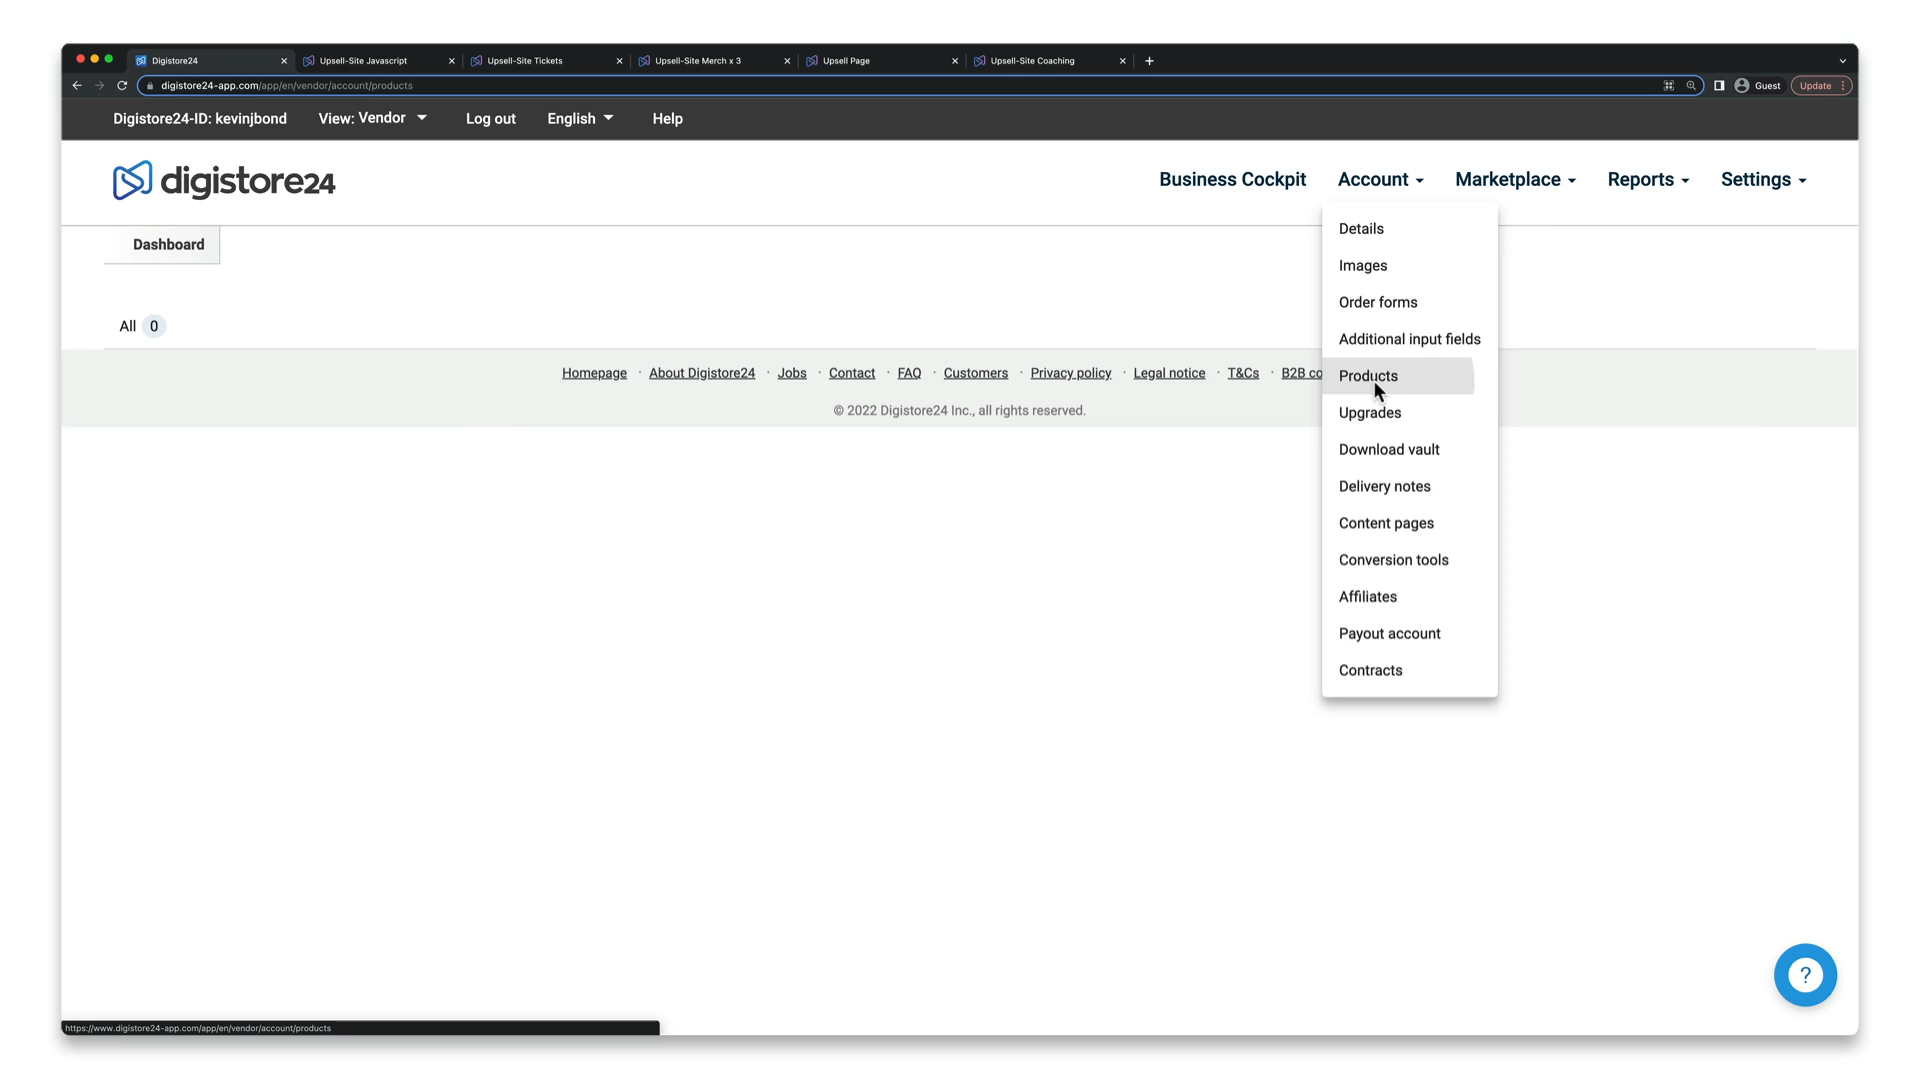 Digistore24
Upsell-Site Javascript
Upsell-Site Tickets
Upsell-Site Merch x 3
Upsell Page
Upsell-Site Coaching
digistore24-app.com/app/en/vendor/account/products
Guest
Update
Digistore24-ID: kevinjbond
View: Vendor
Log out
English
Help
digistore24
Business Cockpit
Account
Marketplace
Reports
Settings
Dashboard
All 0
Details
Images
Order forms
Additional input fields
Products
Upgrades
Download vault
Delivery notes
Content pages
Conversion tools
Affiliates
Payout account
Contracts
Homepage · About Digistore24 · Jobs · Contact · FAQ · Customers · Privacy policy · Legal notice · T&Cs · B2B co
© 2022 Digistore24 Inc., all rights reserved.
?
https://www.digistore24-app.com/app/en/vendor/account/products